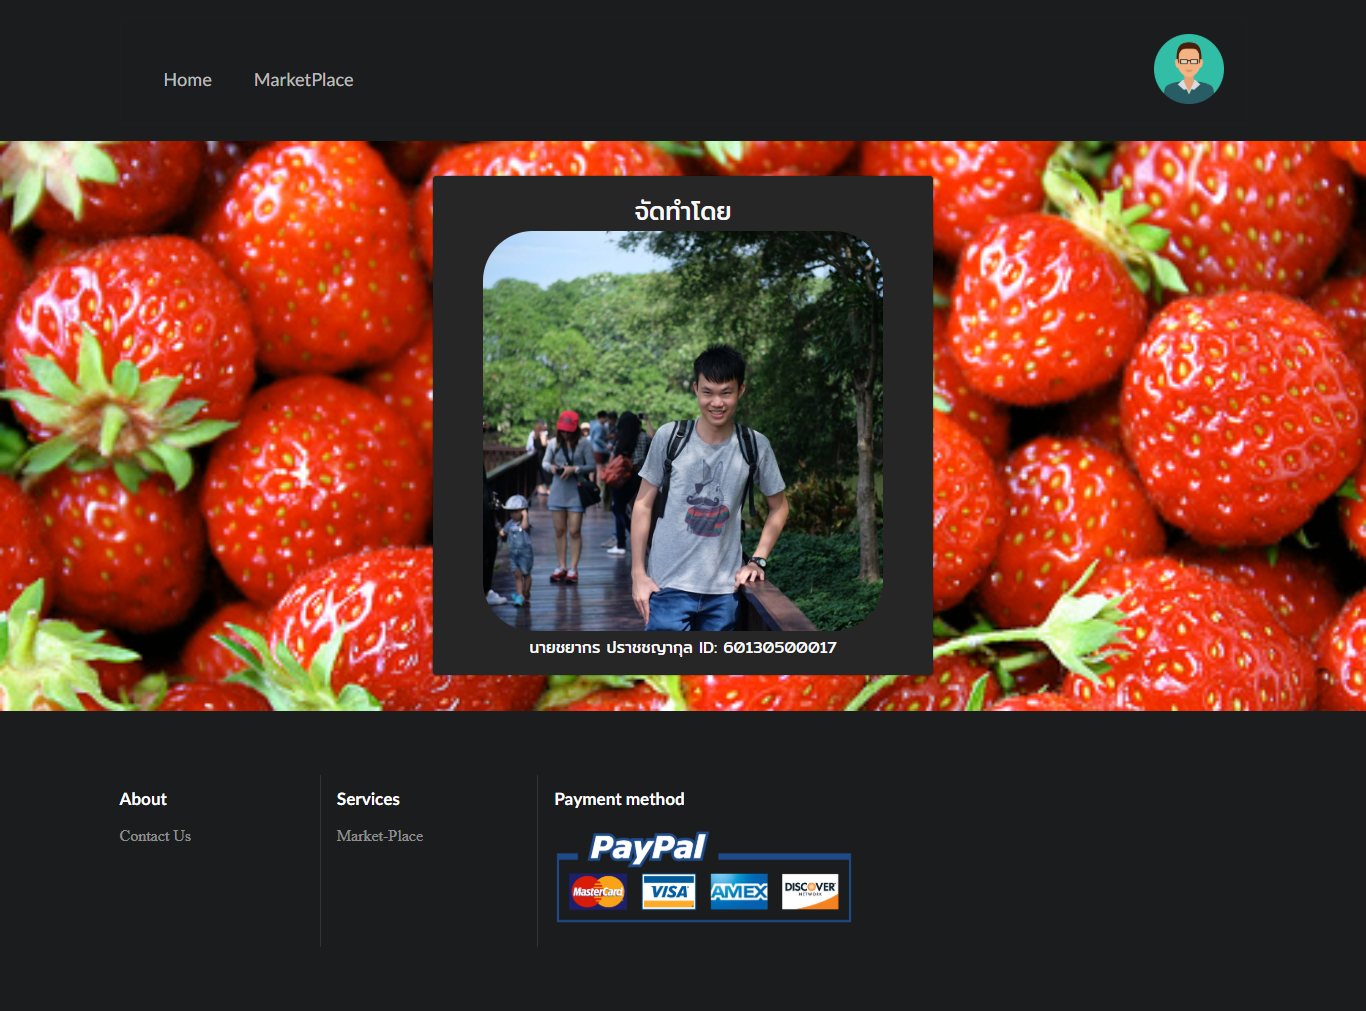 Home MarketPlace
จัดทำโดย
นายชยากร ปราชชญากุล ID: 60130500017
About Services Payment method
Contact Us Market-Place
PayPal
MasterCard VISA AMEX DISCOVER
NETWORK